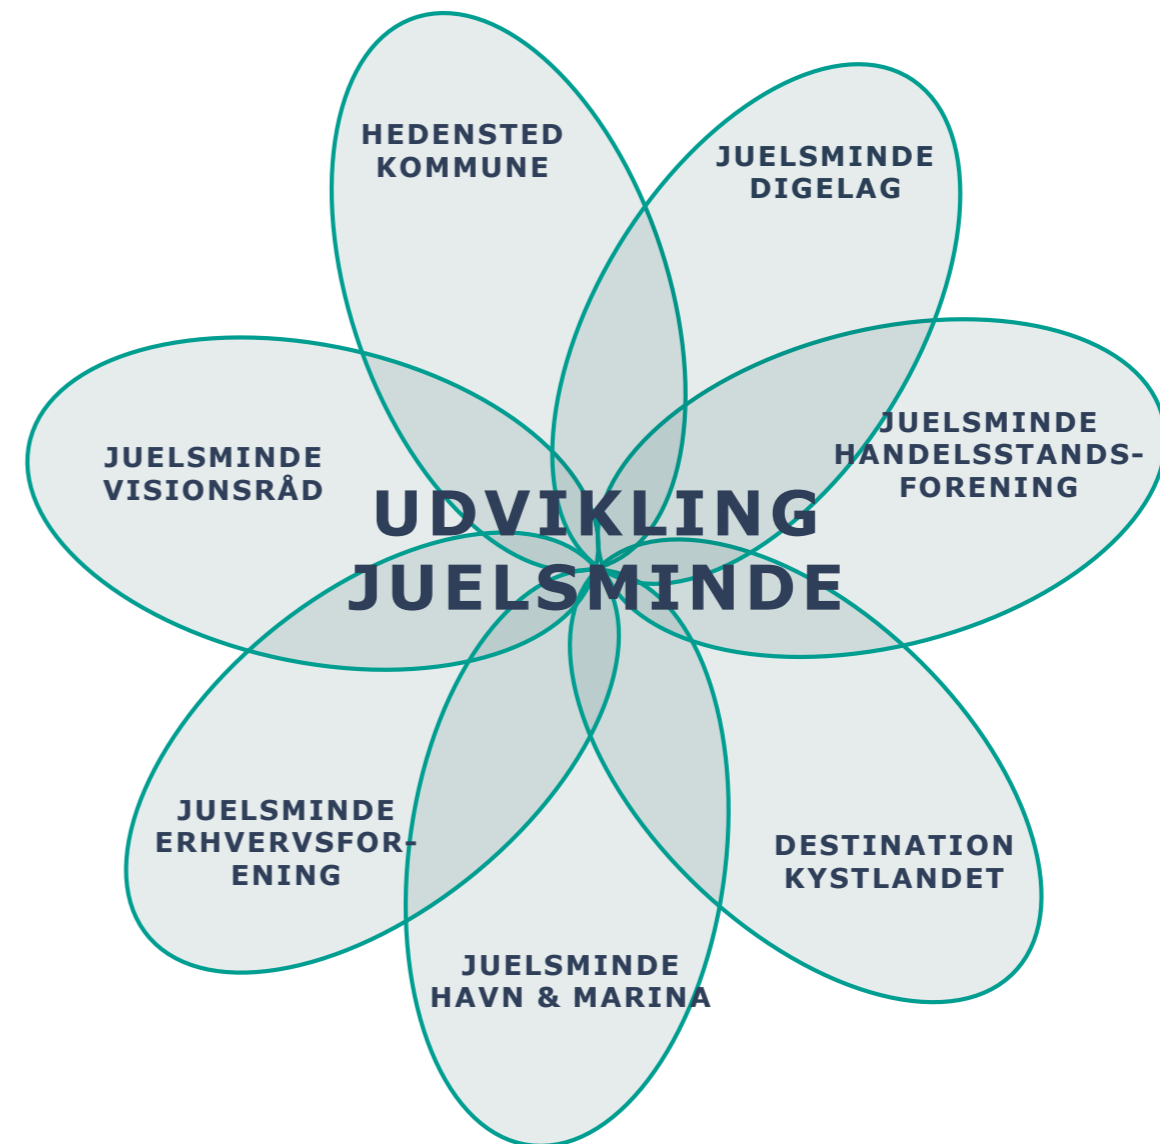 HEDENSTED
KOMMUNE
JUELSMINDE
DIGELAG
JUELSMINDE
HANDELSSTANDS-
FORENING
JUELSMINDE
VISIONSRÅD
UDVIKLING
JUELSMINDE
JUELSMINDE
ERHVERVSFOR-
ENING
DESTINATION
KYSTLANDET
JUELSMINDE
HAVN & MARINA